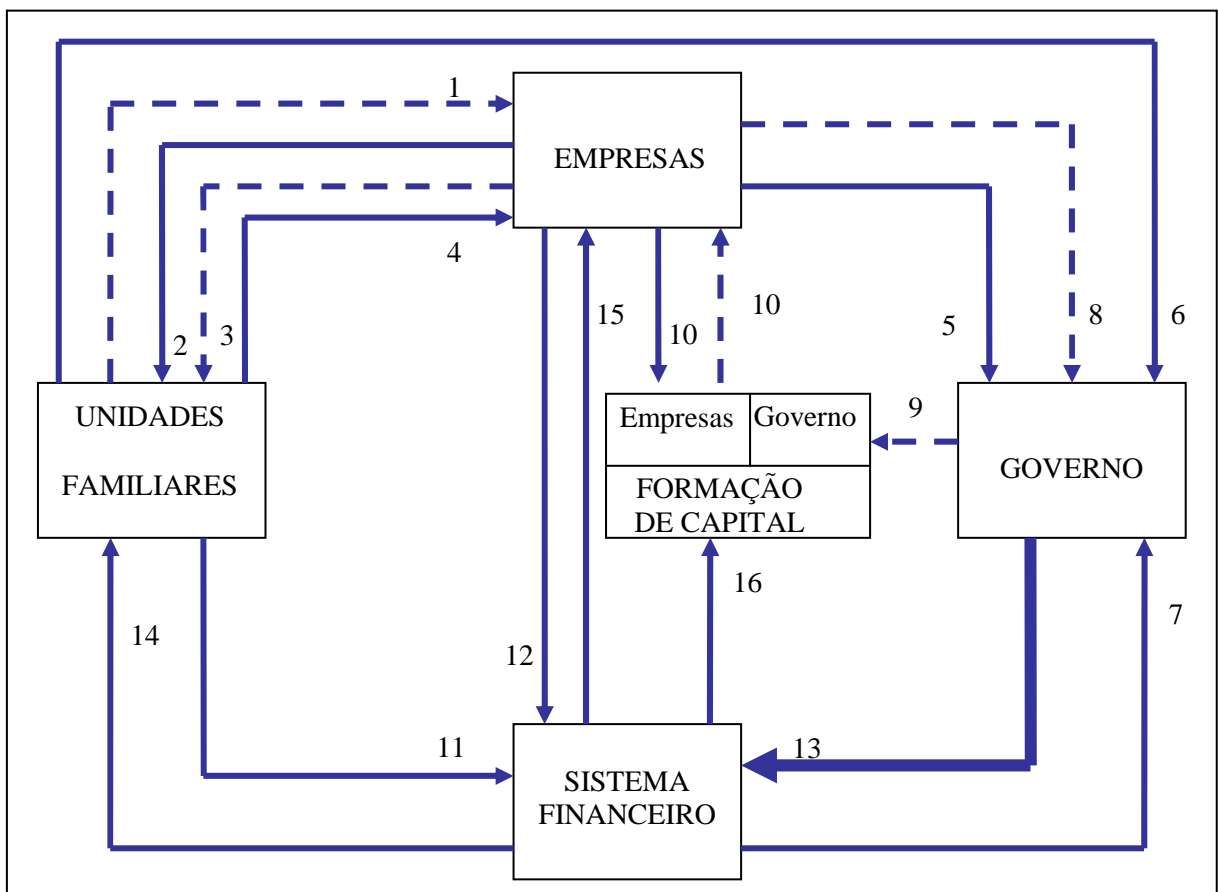 1
EMPRESAS
4
15
10
10
5
8
6
2
3
UNIDADES
FAMILIARES
Empresas
Governo
9
GOVERNO
FORMAÇÃO
DE CAPITAL
16
7
14
12
11
13
SISTEMA
FINANCEIRO